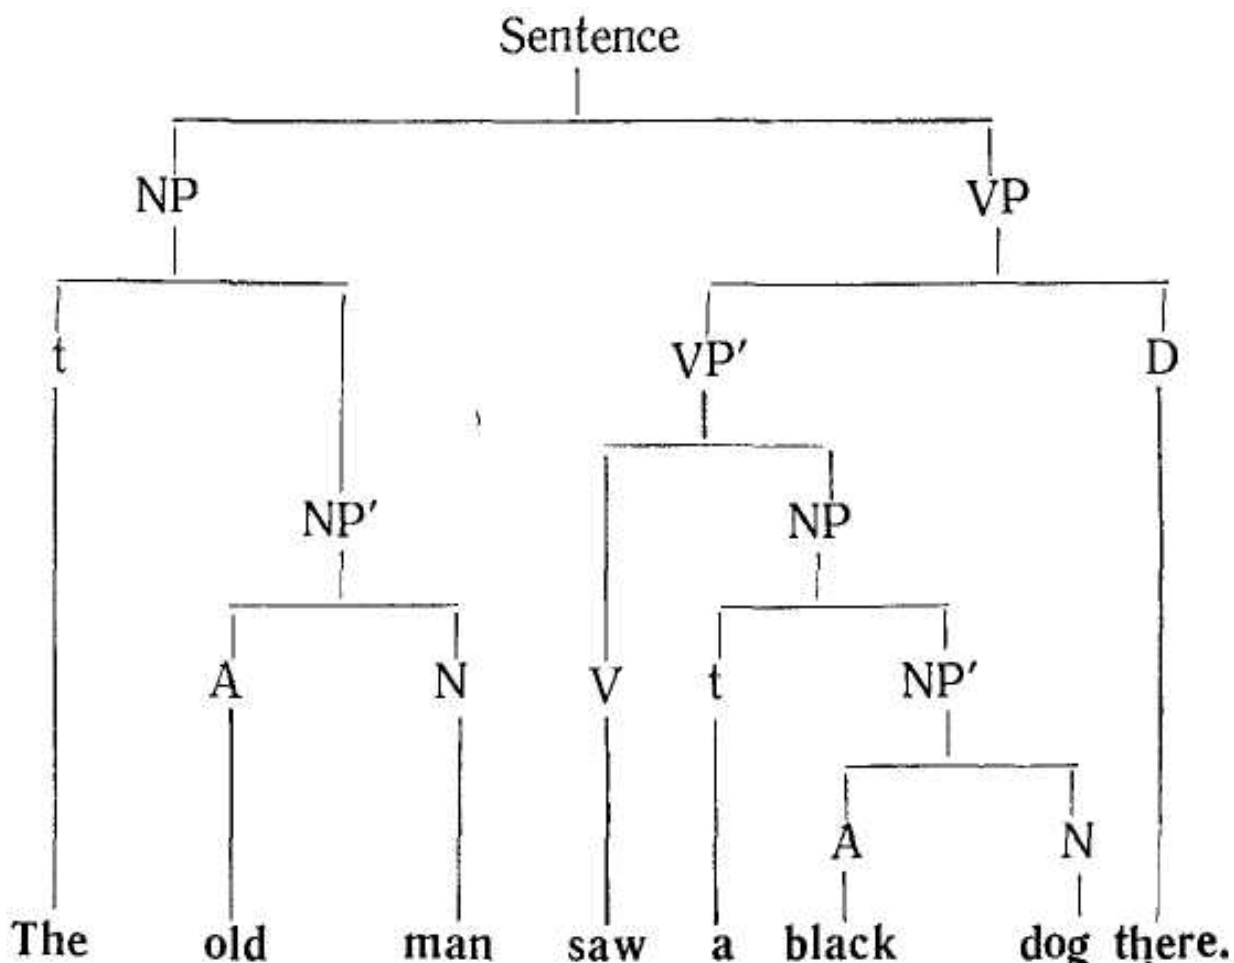 Sentence
NP VP
t VP′ D
NP′ NP
A N V t NP′
A N
The old man saw a black dog there.